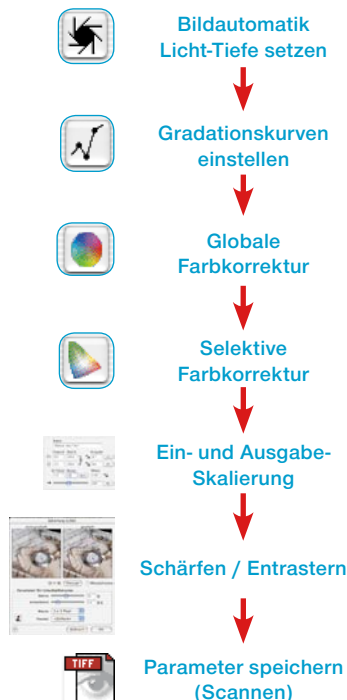 Bildautomatik
Licht-Tiefe setzen
Gradationskurven
einstellen
Globale
Farbkorrektur
Selektive
Farbkorrektur
Ein- und Ausgabe-
Skalierung
Schärfen / Entrastern
TIFF
Parameter speichern
(Scannen)